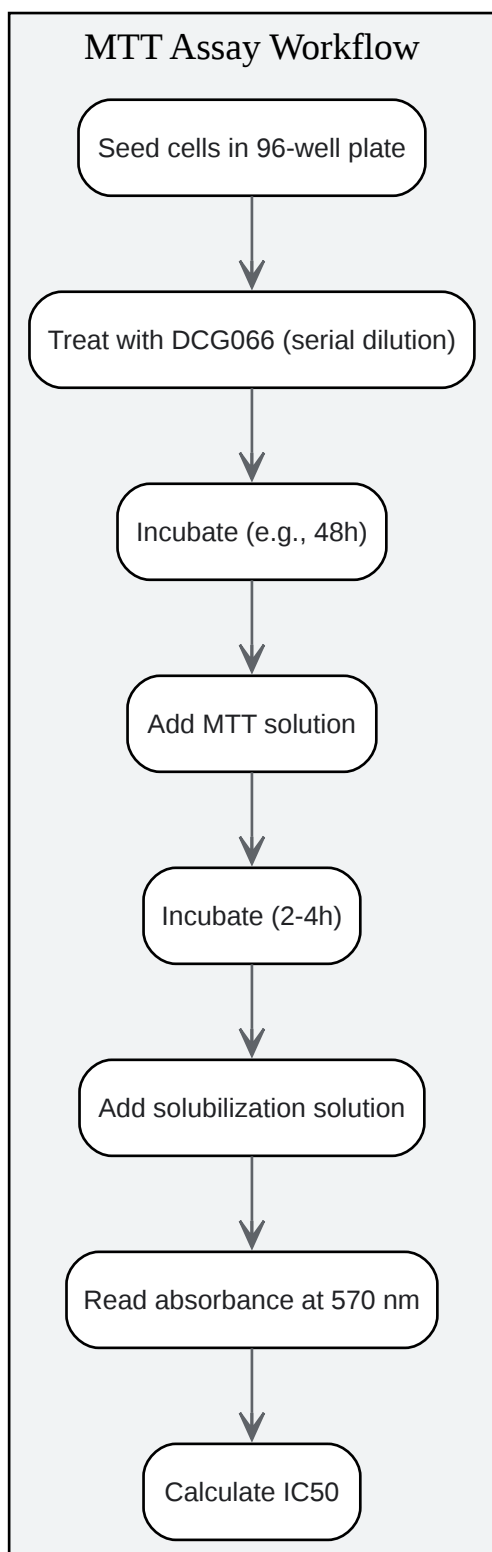 MTT Assay Workflow
Seed cells in 96-well plate
Treat with DCG066 (serial dilution)
Incubate (e.g., 48h)
Add MTT solution
Incubate (2-4h)
Add solubilization solution
Read absorbance at 570 nm
Calculate IC50